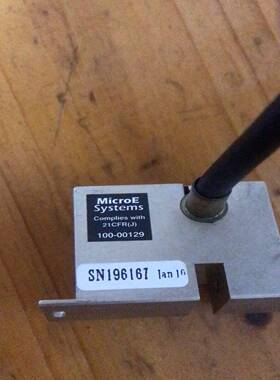 MicroE
Systems
Complies with
21CFR(J)
100-00129
SN196167 Jan 16